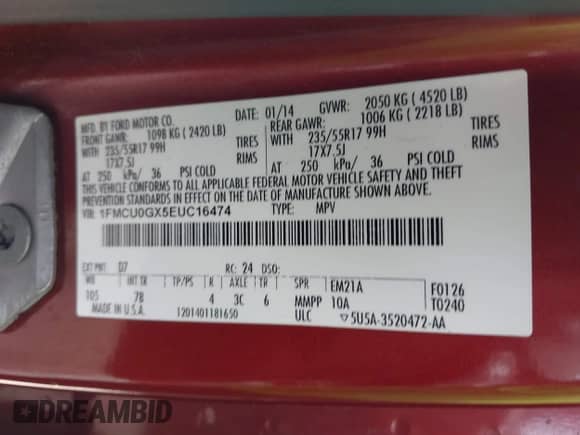 MFD. BY FORD MOTOR CO. DATE: 01/14 GVWR: 2050 KG ( 4520 LB)
FRONT GAWR: 1098 KG ( 2420 LB) REAR GAWR: 1006 KG ( 2218 LB)
WITH 235/55R17 99H TIRES WITH 235/55R17 99H TIRES
17X7.5J RIMS 17X7.5J RIMS
AT 250 kPa/ 36 PSI COLD AT 250 kPa/ 36 PSI COLD
THIS VEHICLE CONFORMS TO ALL APPLICABLE FEDERAL MOTOR VEHICLE SAFETY AND THEFT
PREVENTION STANDARDS IN EFFECT ON THE DATE OF MANUFACTURE SHOWN ABOVE.
VIN: 1FMCU0GX5EUC16474 TYPE: MPV
EXT PNT: D7 RC: 24 DSO:
WB INT TR TP/PS R AXLE TR SPR EM21A F0126
105 7B 4 3C 6 MMPP 10A T0240
MADE IN U.S.A. 1201401181650 ULC 5U5A-3520472-AA
DREAMBID